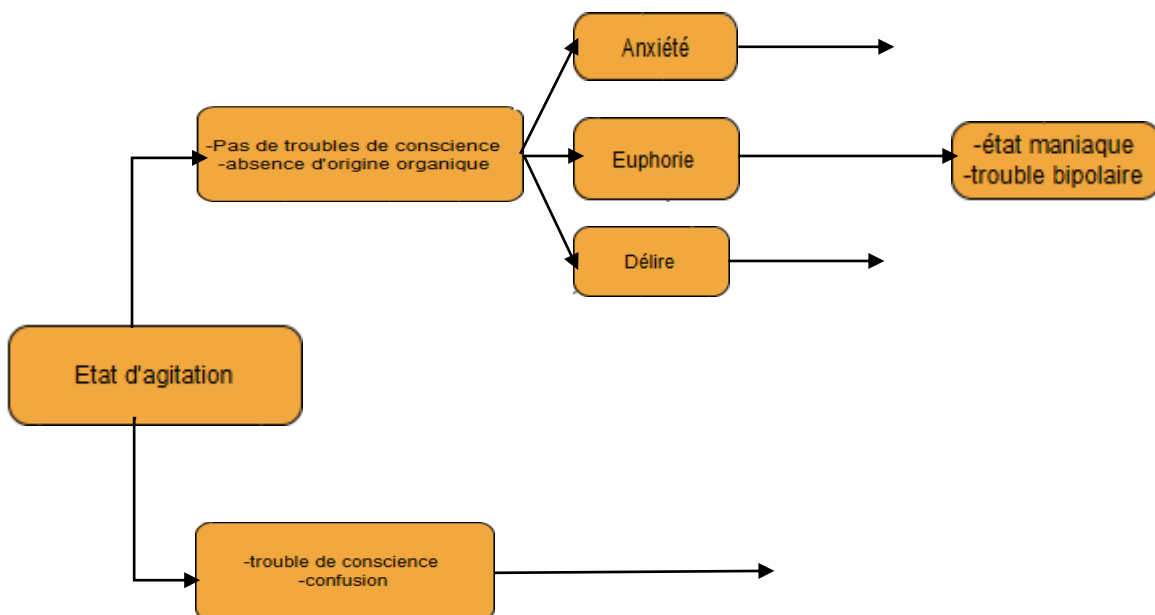 Anxiété
-Pas de troubles de conscience
-absence d'origine organique
Euphorie
-état maniaque
-trouble bipolaire
Délire
Etat d'agitation
-trouble de conscience
-confusion